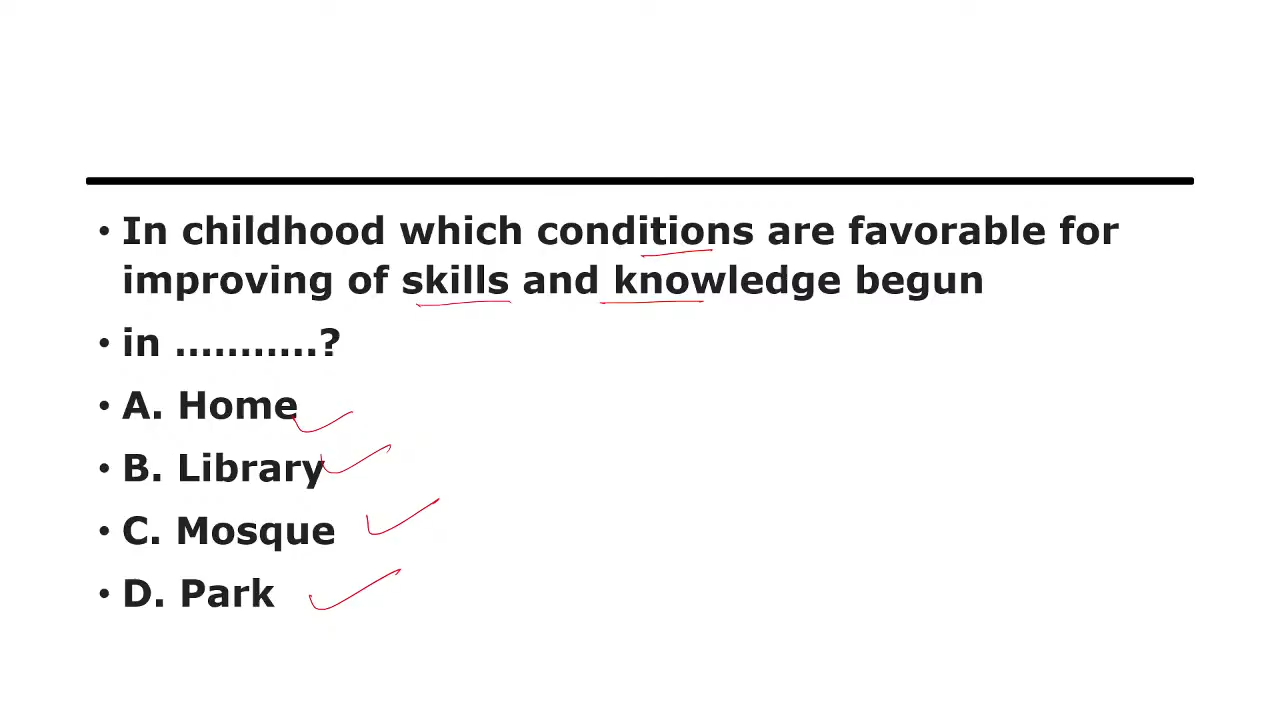 • In childhood which conditions are favorable for
improving of skills and knowledge begun
• in ...........?
• A. Home
• B. Library
• C. Mosque
• D. Park